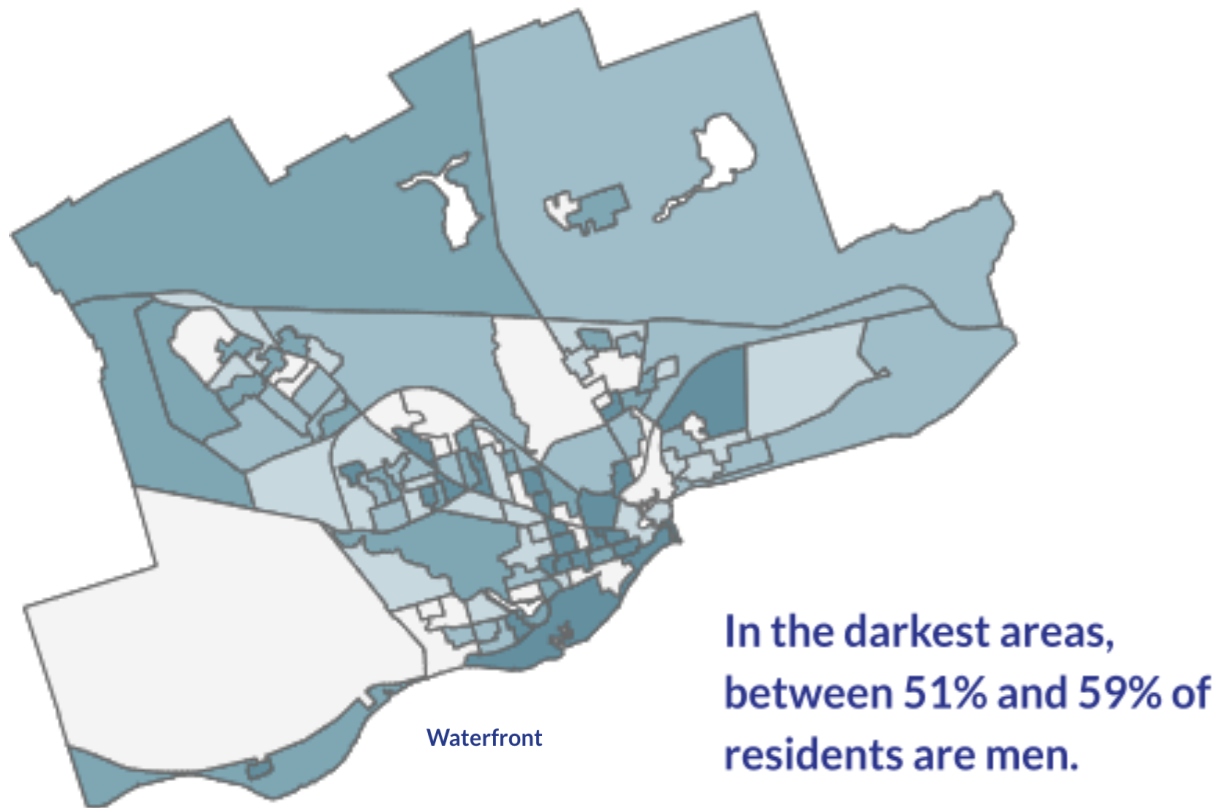 Waterfront
In the darkest areas,
between 51% and 59% of
residents are men.